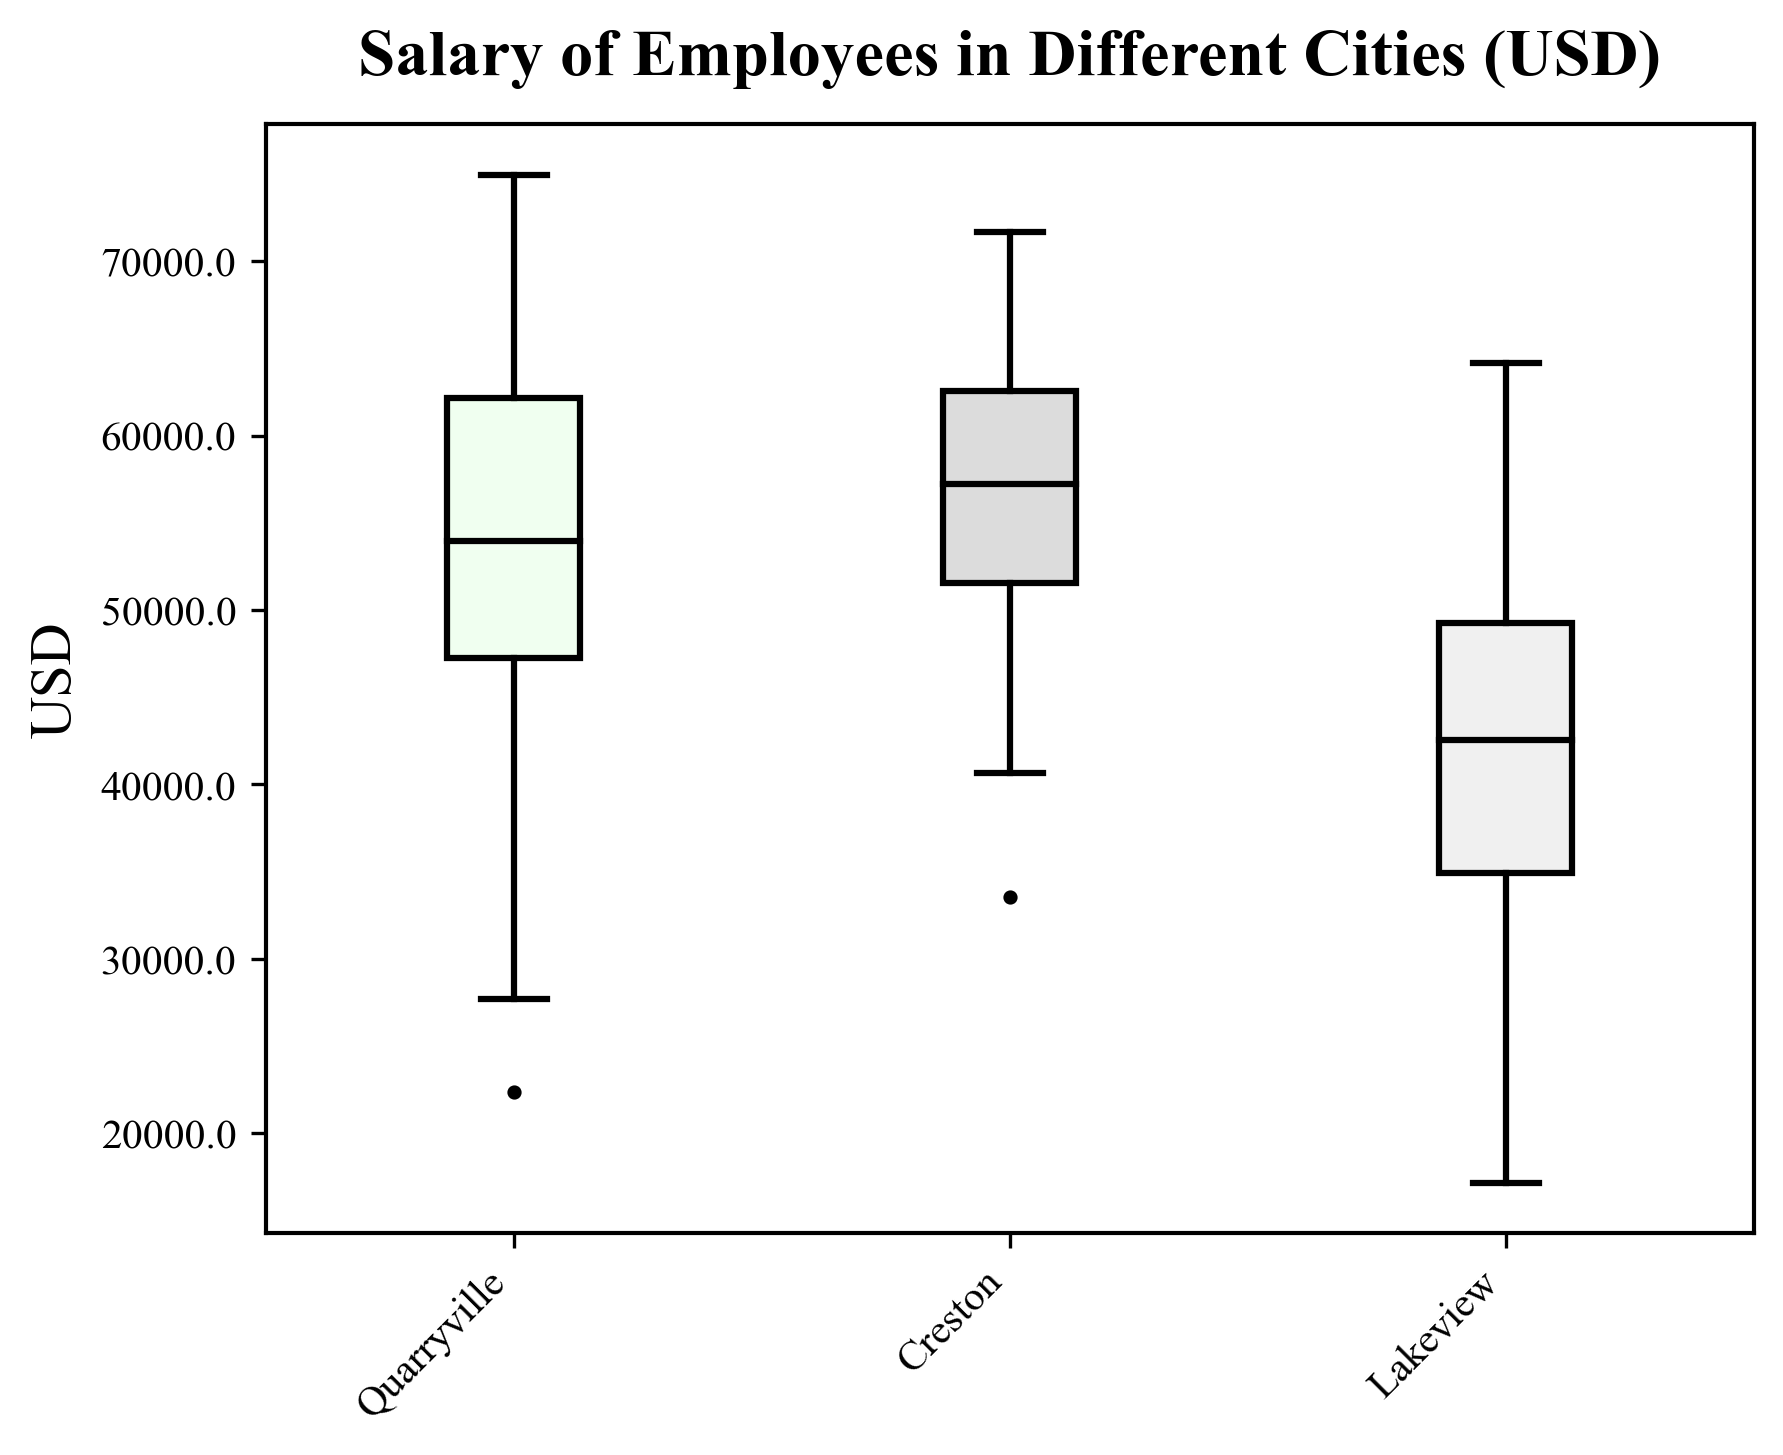 Salary of Employees in Different Cities (USD)
USD
70000.0
60000.0
50000.0
40000.0
30000.0
20000.0
Quarryville
Creston
Lakeview